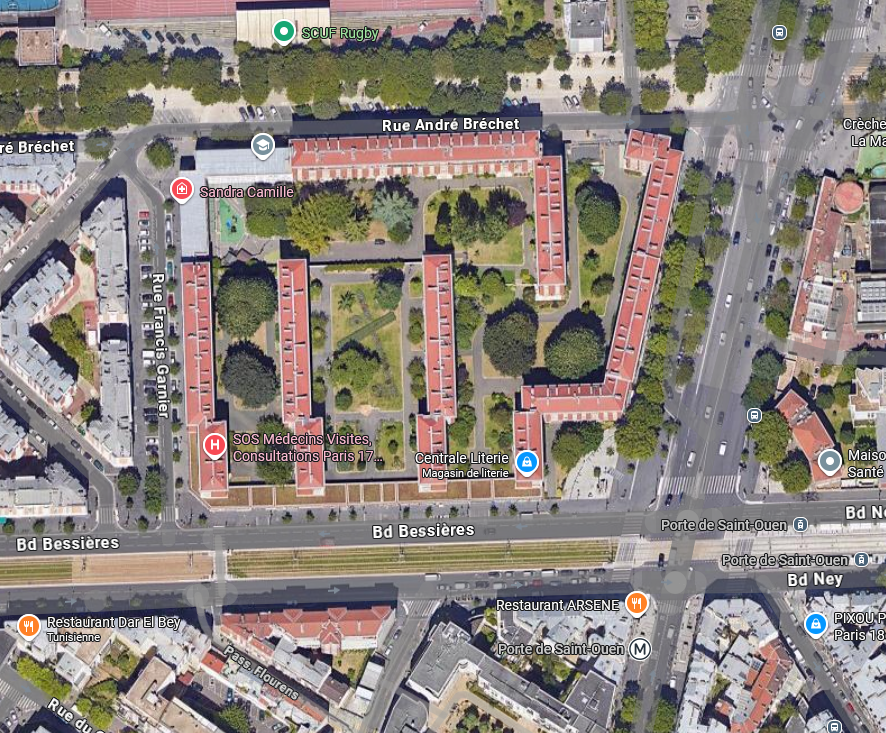 SCUF Rugby
Rue André Bréchet
ré Bréchet
Crèche
La Ma
Sandra Camille
Rue Francis Garnier
SOS Médecins Visites,
Consultations Paris 17...
H
Centrale Literie
Magasin de literie
Maiso
Santé
Bd Ne
Porte de Saint-Ouen
Bd Bessières
Bd Bessières
Porte de Saint-Ouen
Bd Ney
Restaurant ARSENE
Restaurant Dar El Bey
Tunisienne
PIXOU P
Paris 18
Porte de Saint-Ouen
M
Pass. Flourens
Rue du